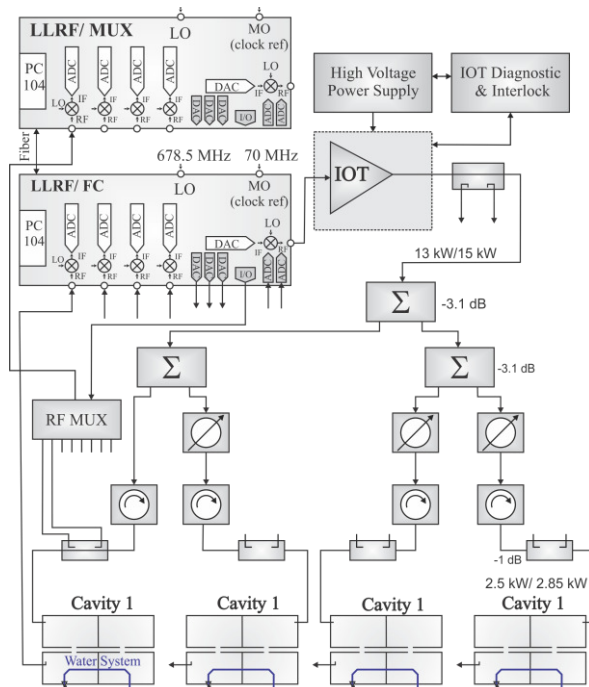 LLRF/ MUX
LO
MO
(clock ref)
PC
104
ADC
ADC
ADC
ADC
LO
IF
RF
IF
RF
IF
RF
IF
RF
DAC
LO
IF
RF
DAC
DAC
DAC
I/O
ADC
ADC
Fiber
678.5 MHz
70 MHz
LLRF/ FC
LO
MO
(clock ref)
PC
104
ADC
ADC
ADC
ADC
LO
IF
RF
IF
RF
IF
RF
IF
RF
DAC
LO
IF
RF
DAC
DAC
DAC
I/O
ADC
ADC
High Voltage
Power Supply
IOT Diagnostic
& Interlock
IOT
13 kW/15 kW
Σ
-3.1 dB
Σ
Σ
-3.1 dB
RF MUX
-1 dB
2.5 kW/ 2.85 kW
Cavity 1
Cavity 1
Cavity 1
Cavity 1
Water System